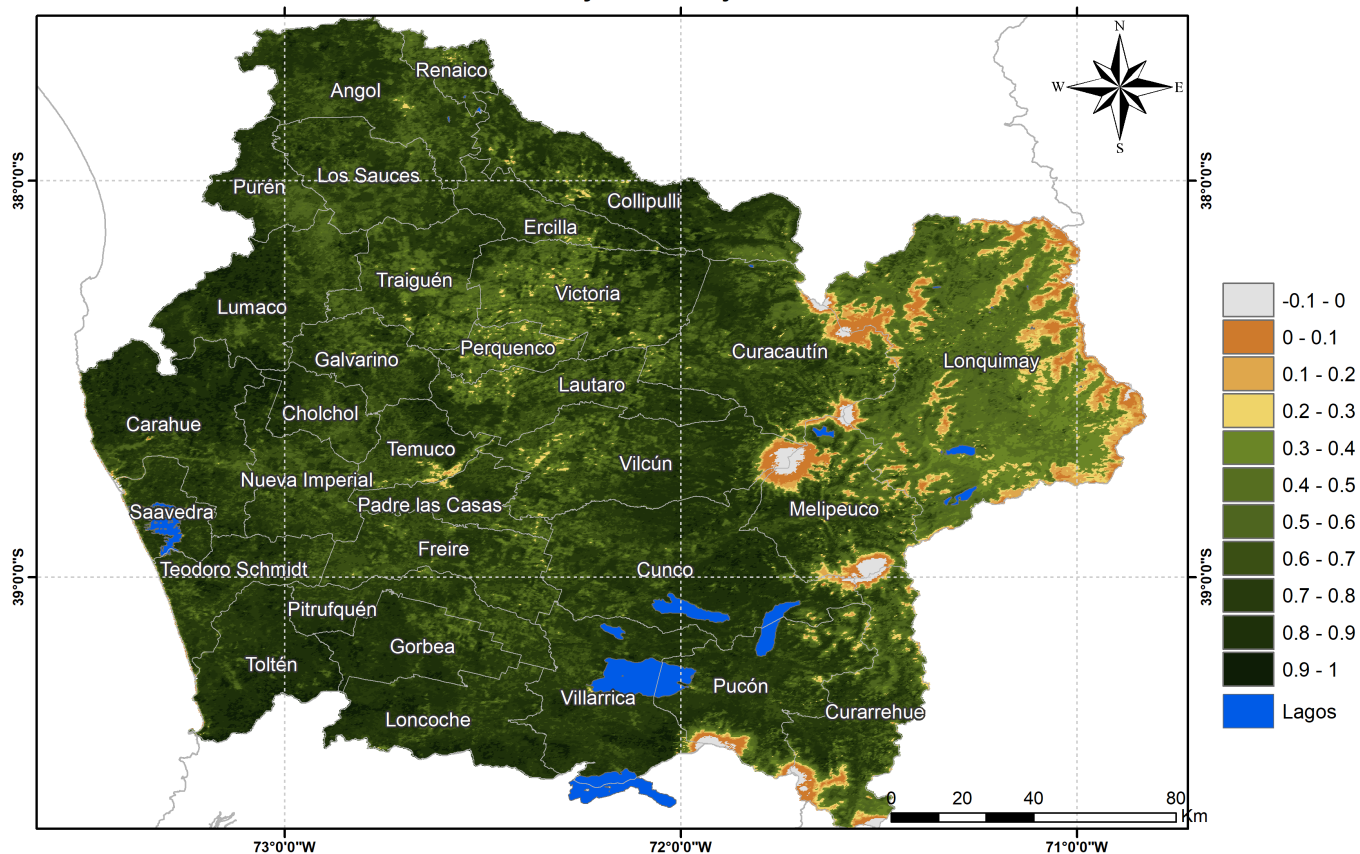 N
W
E
S
Renaico
Angol
Los Sauces
Purén
Collipulli
Ercilla
Traiguén
Victoria
Lumaco
Perquenco
Curacautín
Galvarino
Lonquimay
Lautaro
Cholchol
Carahue
Temuco
Vilcún
Nueva Imperial
Padre las Casas
Melipeuco
Saavedra
Freire
Teodoro Schmidt
Cunco
Pitrufquén
Gorbea
Toltén
Pucón
Villarrica
Curarrehue
Loncoche
38°0'0"S
38°0'0"S
39°0'0"S
39°0'0"S
73°0'0"W
72°0'0"W
71°0'0"W
0 20 40 80
Km
-0.1 - 0
0 - 0.1
0.1 - 0.2
0.2 - 0.3
0.3 - 0.4
0.4 - 0.5
0.5 - 0.6
0.6 - 0.7
0.7 - 0.8
0.8 - 0.9
0.9 - 1
Lagos